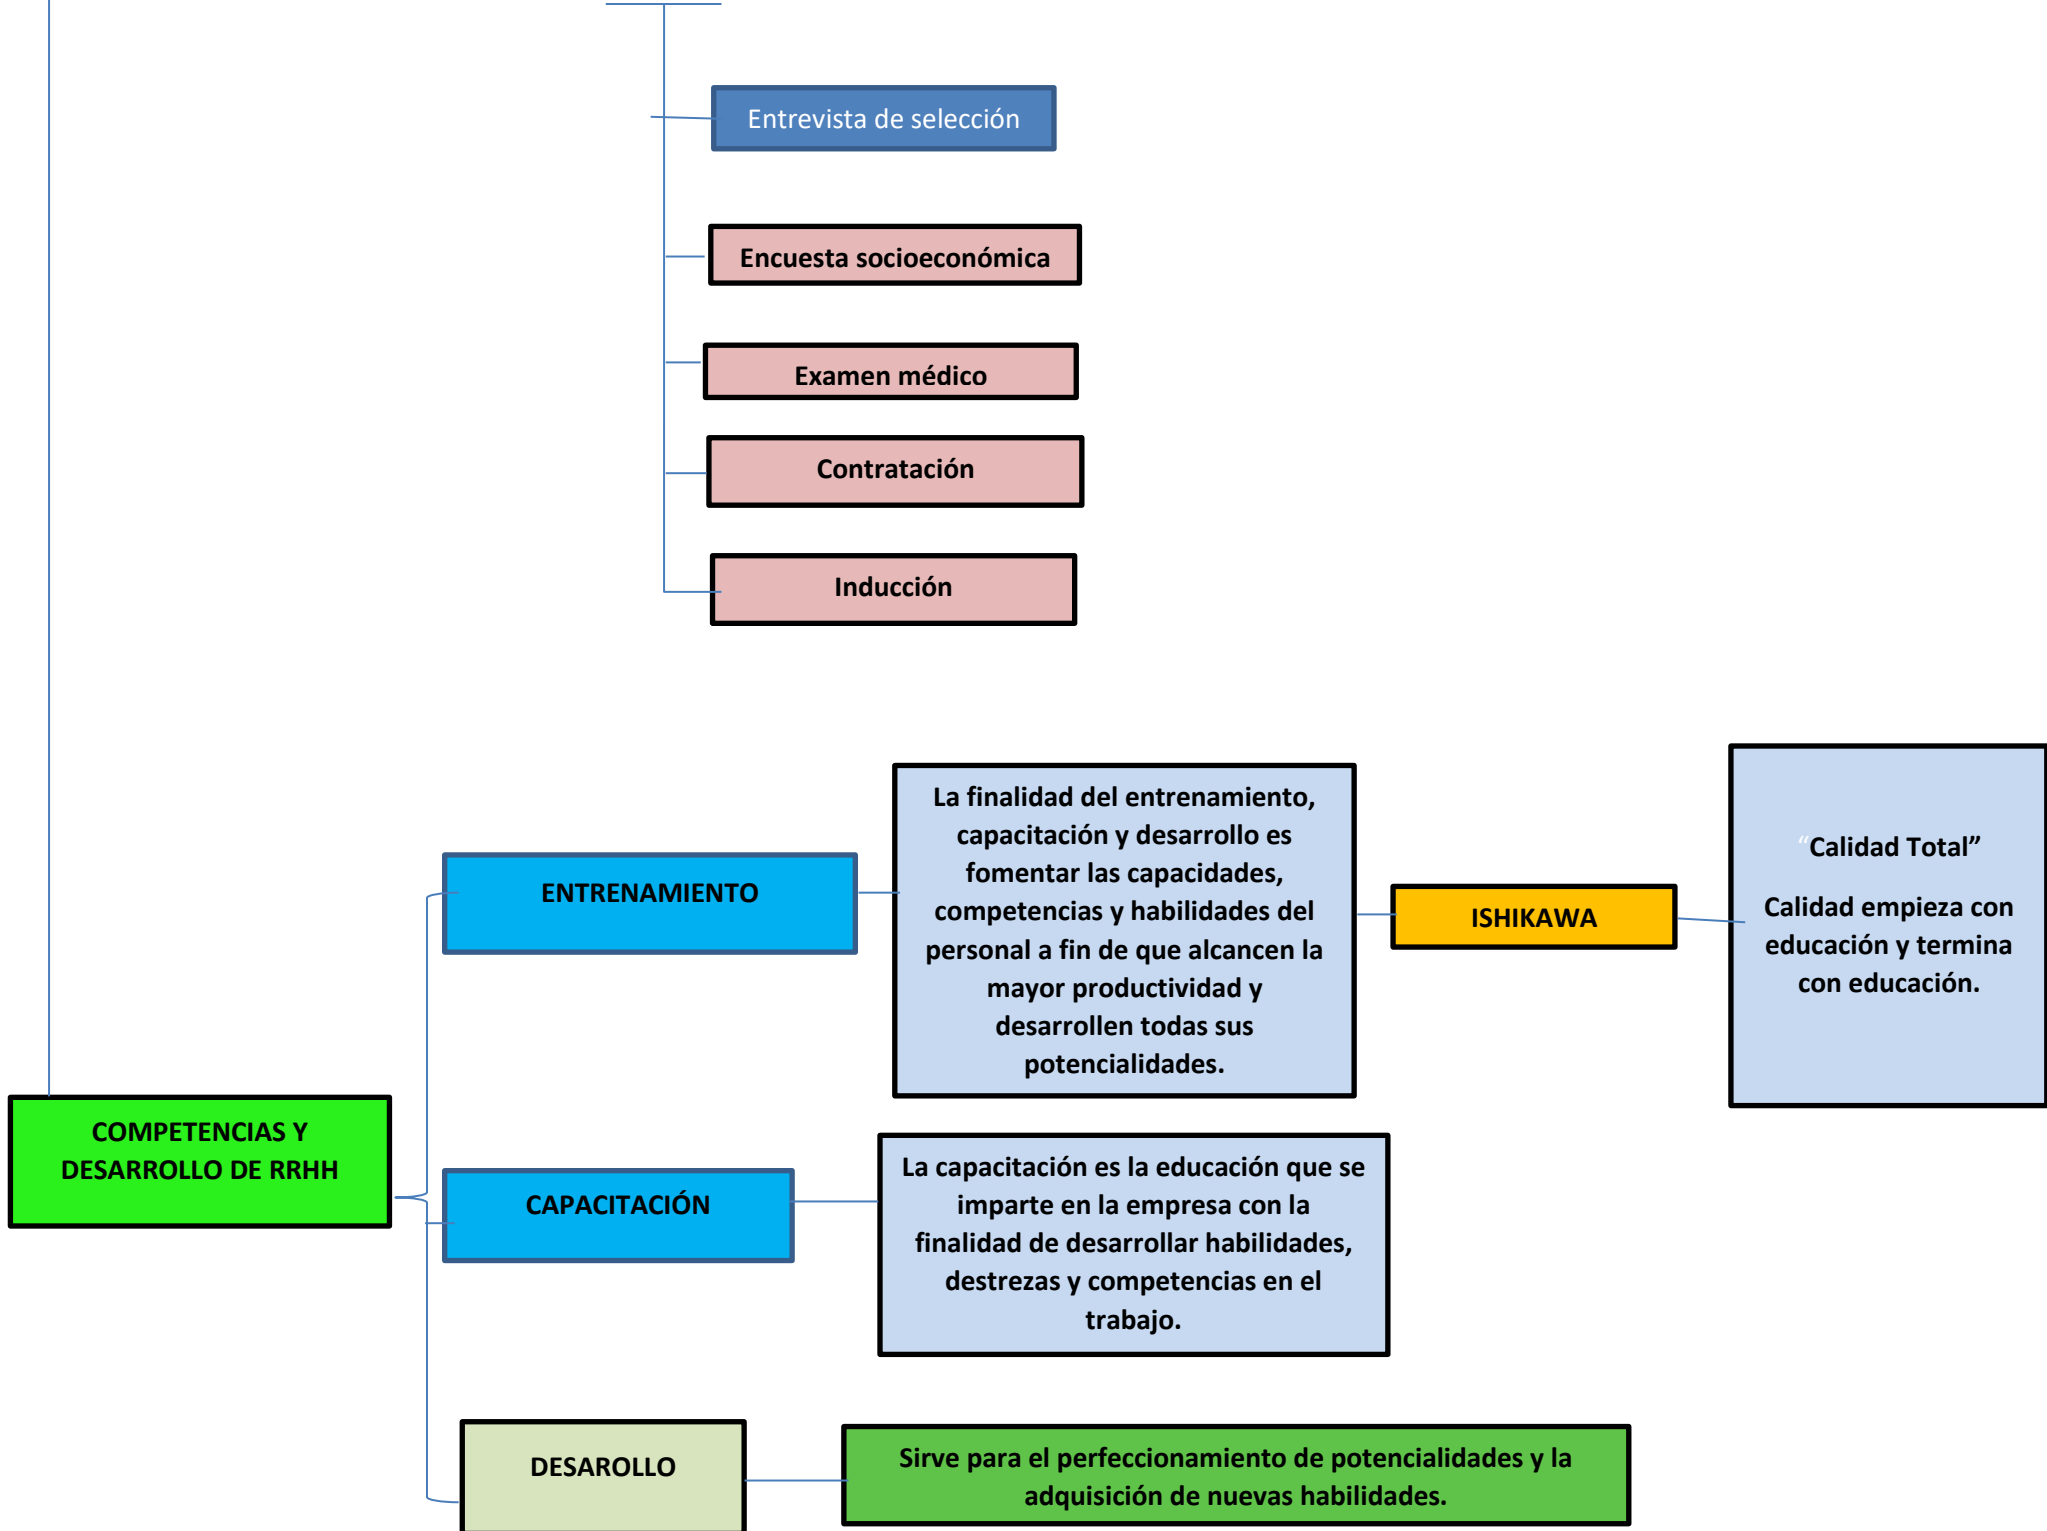 Entrevista de selección
Encuesta socioeconómica
Examen médico
Contratación
Inducción
COMPETENCIAS Y
DESARROLLO DE RRHH
ENTRENAMIENTO
La finalidad del entrenamiento,
capacitación y desarrollo es
fomentar las capacidades,
competencias y habilidades del
personal a fin de que alcancen la
mayor productividad y
desarrollen todas sus
potencialidades.
ISHIKAWA
“Calidad Total”
Calidad empieza con
educación y termina
con educación.
CAPACITACIÓN
La capacitación es la educación que se
imparte en la empresa con la
finalidad de desarrollar habilidades,
destrezas y competencias en el
trabajo.
DESAROLLO
Sirve para el perfeccionamiento de potencialidades y la
adquisición de nuevas habilidades.